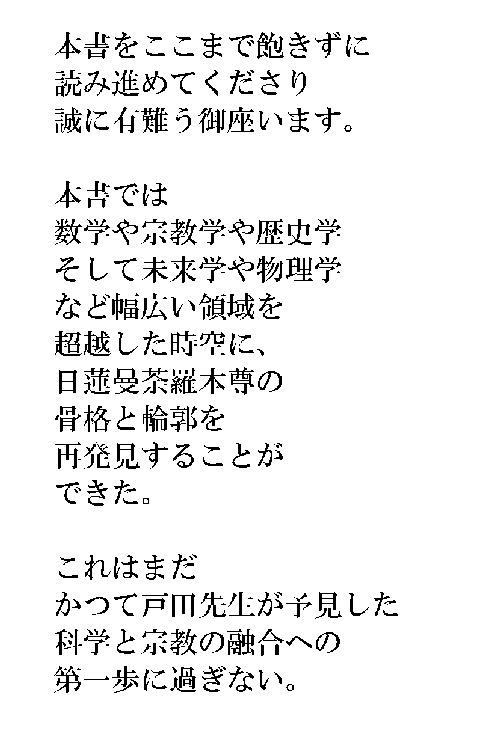 本書をここまで飽きずに
読み進めてくださり
誠に有難う御座います。
本書では
数学や宗教学や歴史学
そして未来学や物理学
など幅広い領域を
超越した時空に、
日蓮曼荼羅本尊の
骨格と輪郭を
再発見することが
できた。
これはまだ
かつて戸田先生が予見した
科学と宗教の融合への
第一歩に過ぎない。